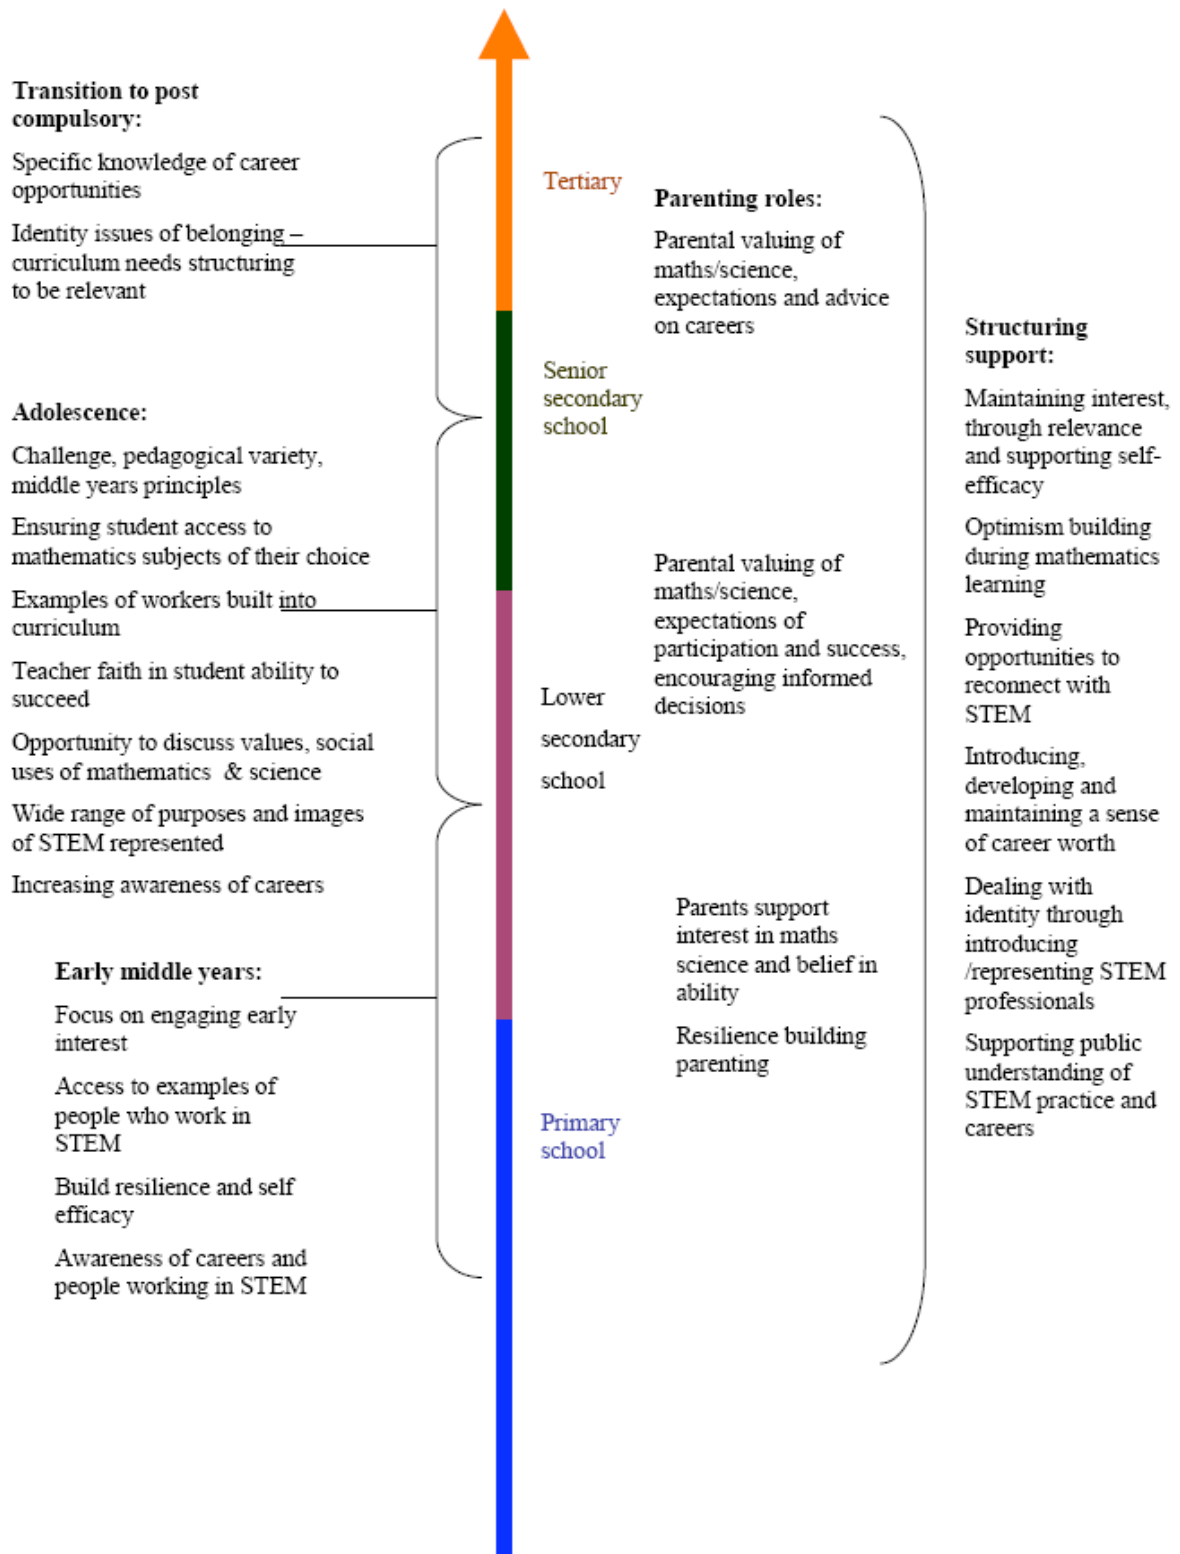 Transition to post
compulsory:
Specific knowledge of career
opportunities
Identity issues of belonging –
curriculum needs structuring
to be relevant
Adolescence:
Challenge, pedagogical variety,
middle years principles
Ensuring student access to
mathematics subjects of their choice
Examples of workers built into
curriculum
Teacher faith in student ability to
succeed
Opportunity to discuss values, social
uses of mathematics & science
Wide range of purposes and images
of STEM represented
Increasing awareness of careers
Early middle years:
Focus on engaging early
interest
Access to examples of
people who work in
STEM
Build resilience and self
efficacy
Awareness of careers and
people working in STEM
Tertiary
Senior
secondary
school
Lower
secondary
school
Primary
school
Parenting roles:
Parental valuing of
maths/science,
expectations and advice
on careers
Parental valuing of
maths/science,
expectations of
participation and success,
encouraging informed
decisions
Parents support
interest in maths
science and belief in
ability
Resilience building
parenting
Structuring
support:
Maintaining interest,
through relevance
and supporting self-
efficacy
Optimism building
during mathematics
learning
Providing
opportunities to
reconnect with
STEM
Introducing,
developing and
maintaining a sense
of career worth
Dealing with
identity through
introducing
/representing STEM
professionals
Supporting public
understanding of
STEM practice and
careers